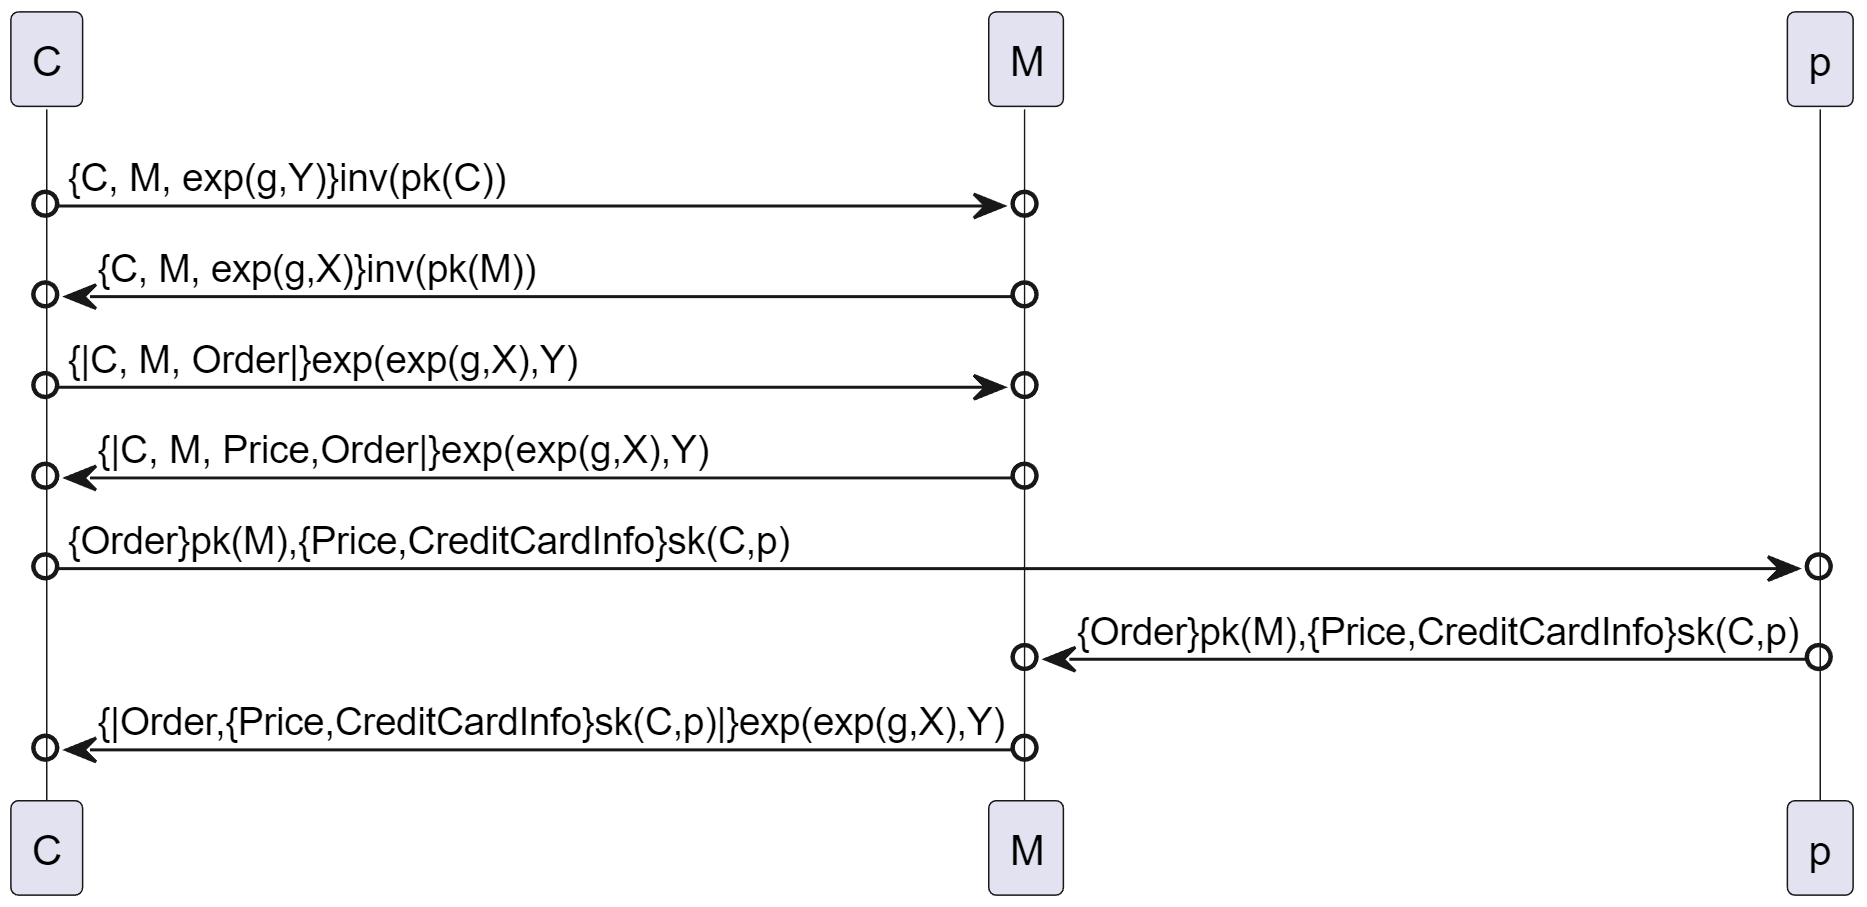 C M p
{C, M, exp(g,Y)}inv(pk(C))
{C, M, exp(g,X)}inv(pk(M))
{|C, M, Order|}exp(exp(g,X),Y)
{|C, M, Price,Order|}exp(exp(g,X),Y)
{Order}pk(M),{Price,CreditCardInfo}sk(C,p)
{Order}pk(M),{Price,CreditCardInfo}sk(C,p)
{|Order,{Price,CreditCardInfo}sk(C,p)|}exp(exp(g,X),Y)
C M p